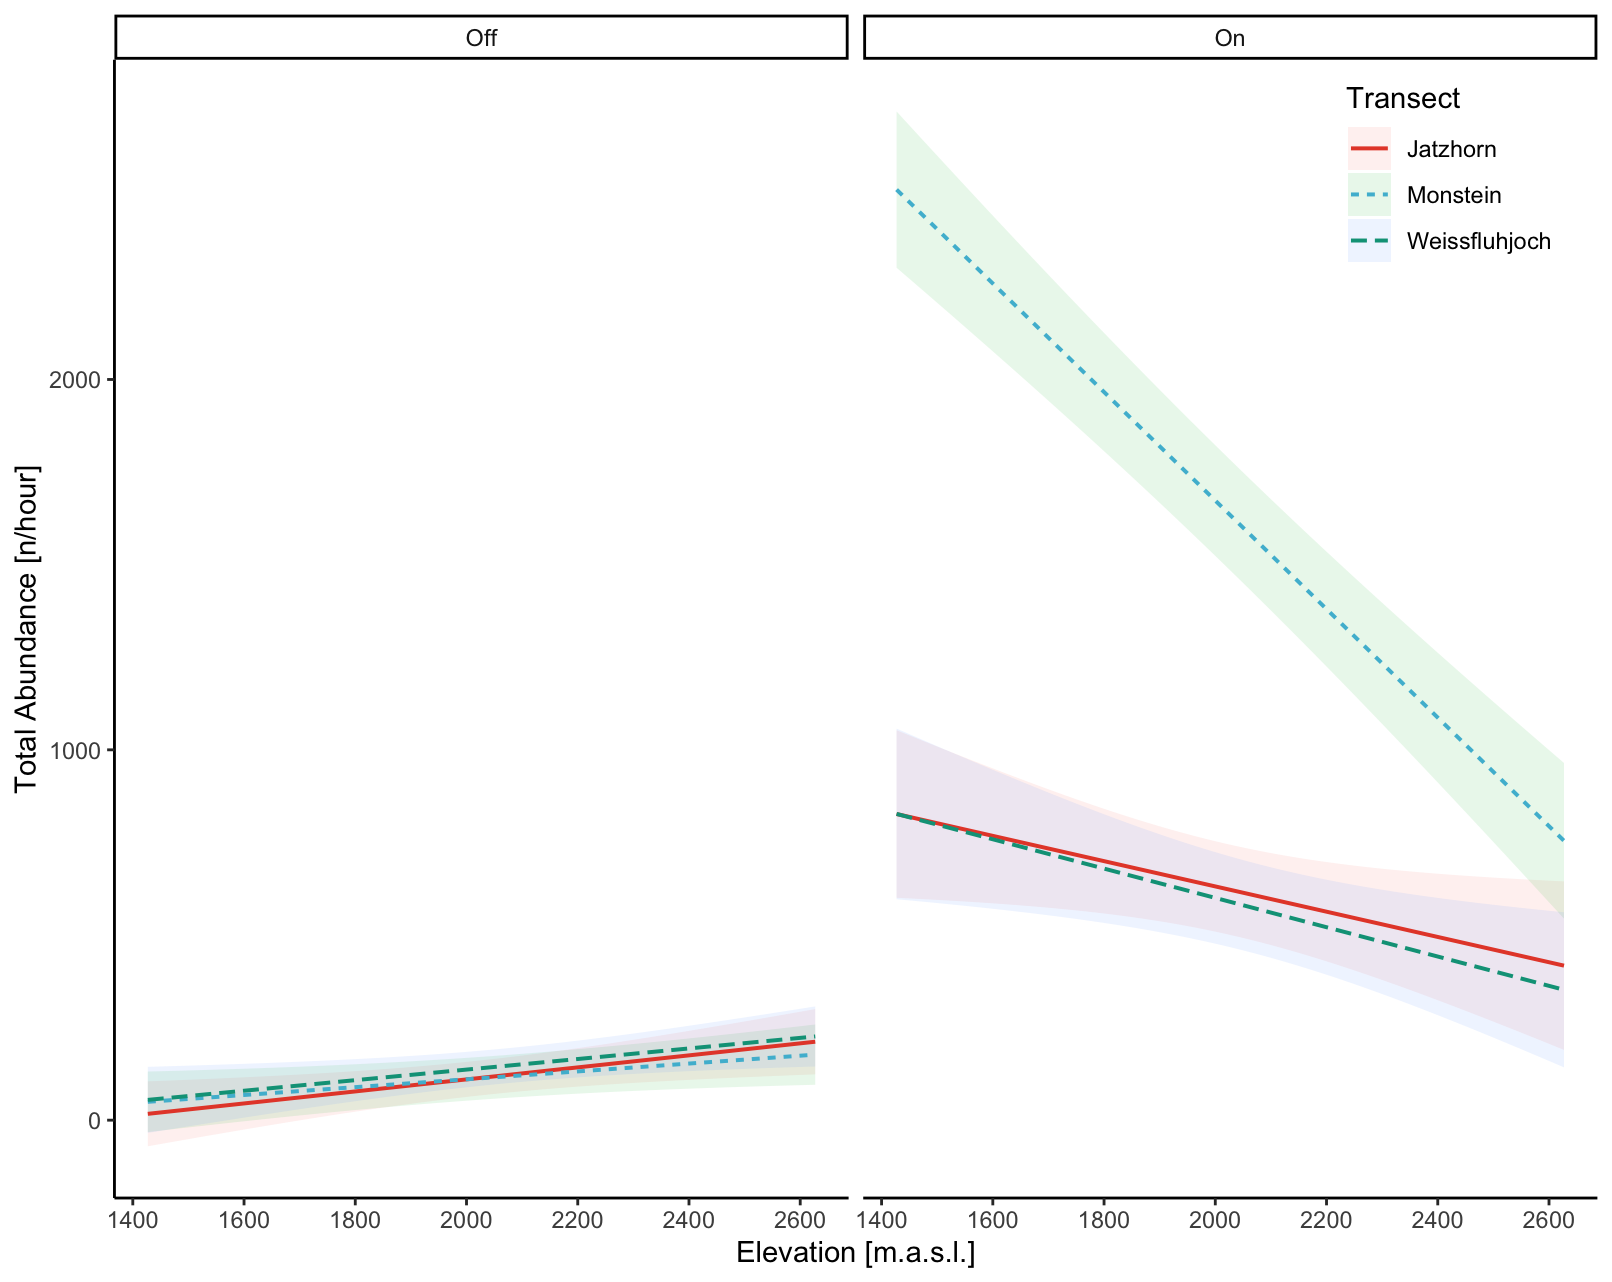 Off
On
Transect
Jatzhorn
Monstein
Weissfluhjoch
Total Abundance [n/hour]
2000
1000
0
1400 1600 1800 2000 2200 2400 2600
1400 1600 1800 2000 2200 2400 2600
Elevation [m.a.s.l.]